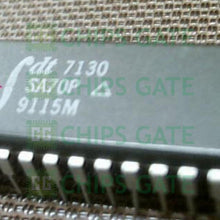 CHIPS GATE
idt 7130
SA70P △
9115M
CHIPS GATE